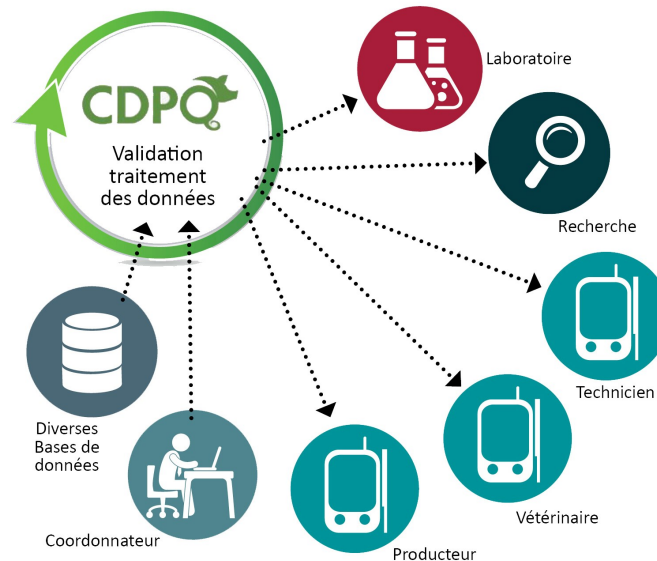 CDPQ
Validation
traitement
des données
Laboratoire
Recherche
Technicien
Vétérinaire
Producteur
Coordonnateur
Diverses
Bases de
données